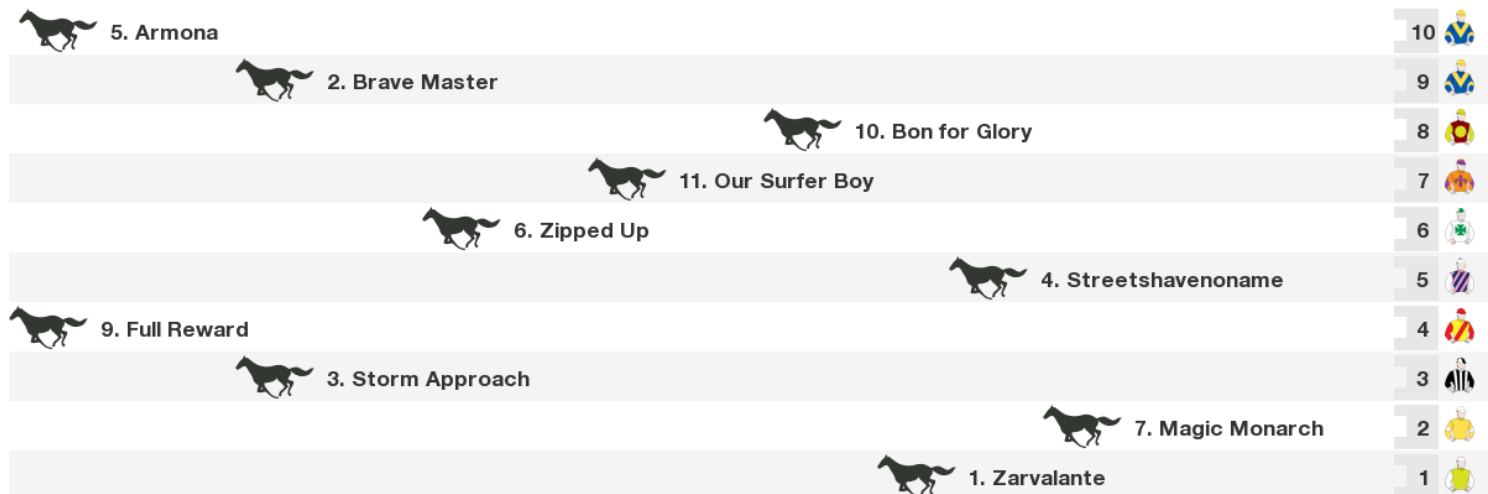 5. Armona 10
2. Brave Master 9
10. Bon for Glory 8
11. Our Surfer Boy 7
6. Zipped Up 6
4. Streetshavenoname 5
9. Full Reward 4
3. Storm Approach 3
7. Magic Monarch 2
1. Zarvalante 1